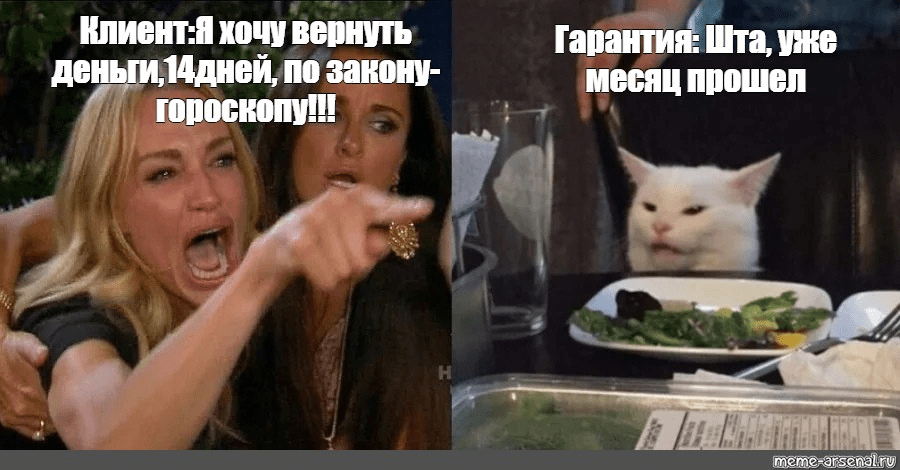 Клиент:Я хочу вернуть
деньги,14дней, по закону-
гороскопу!!!
Гарантия: Шта, уже
месяц прошел
H
meme-arsenal.ru